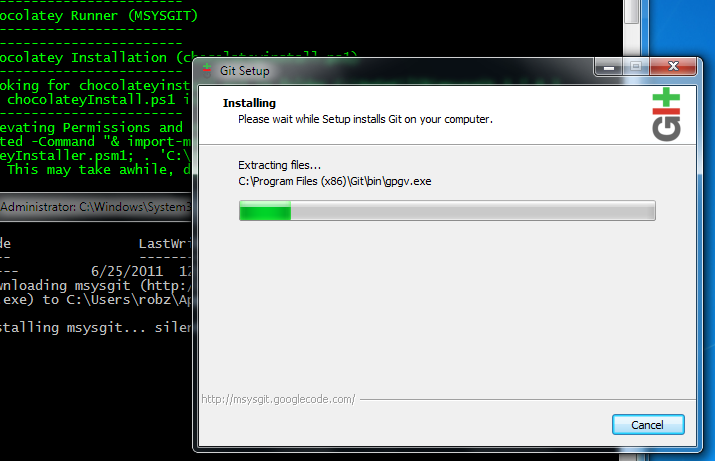 ocolatey Runner (MSYSGIT)
-------------------------
-------------------------
ocolatey Installation (chocolateyinstall.ps1)
-------------------------
oking for chocolateyinst
chocolateyInstall.ps1 i
-------------------------
evating Permissions and
ted -Command "& import-m
eyInstaller.psm1; . 'C:\
This may take awhile, d
Administrator: C:\Windows\System3
de LastWri
-- -------
--- 6/25/2011 12
wnloading msysgit (http:/
.exe) to C:\Users\robz\Ap
stalling msysgit... silen
Git Setup
Installing
Please wait while Setup installs Git on your computer.
Git
Extracting files...
C:\Program Files (x86)\Git\bin\gpgv.exe
http://msysgit.googlecode.com/
Cancel